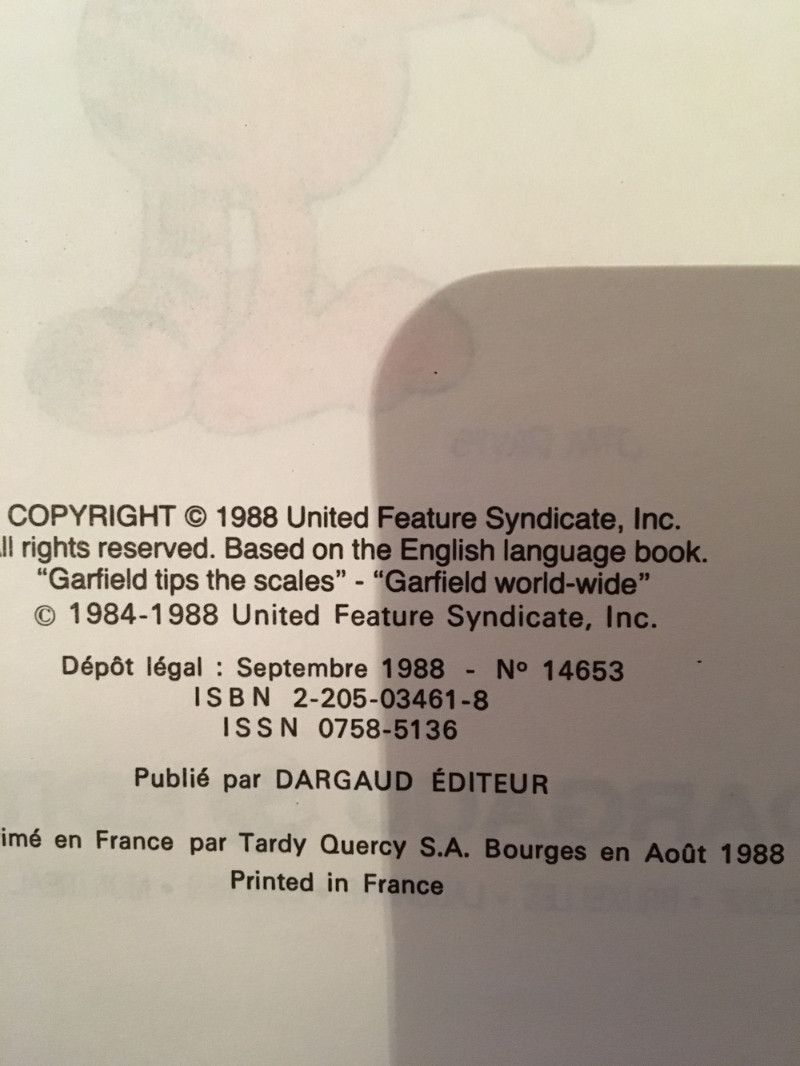 COPYRIGHT © 1988 United Feature Syndicate, Inc.
ll rights reserved. Based on the English language book.
“Garfield tips the scales” - “Garfield world-wide”
© 1984-1988 United Feature Syndicate, Inc.
Dépôt légal : Septembre 1988 - Nº 14653
ISBN 2-205-03461-8
ISSN 0758-5136
Publié par DARGAUD ÉDITEUR
imé en France par Tardy Quercy S.A. Bourges en Août 1988
Printed in France